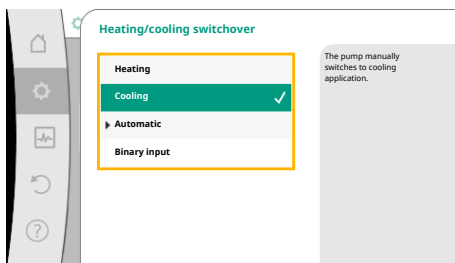 Heating/cooling switchover
Heating
Cooling
Automatic
Binary input
The pump manually
switches to cooling
application.
?